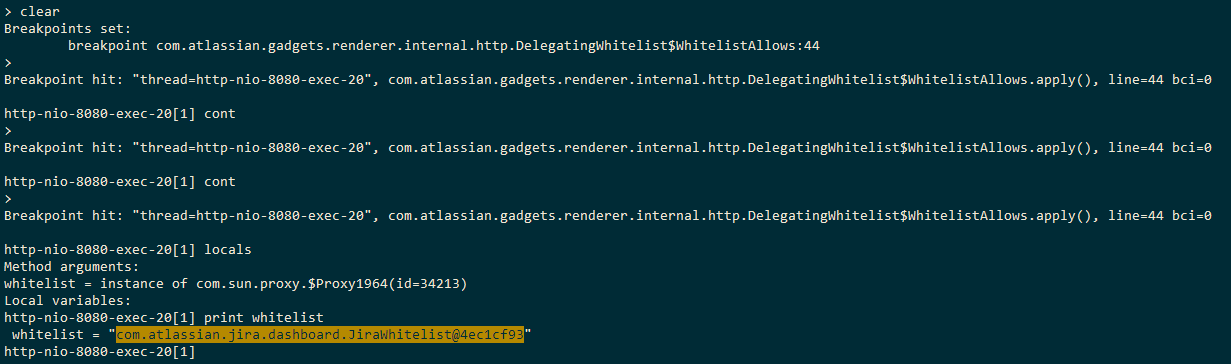 > clear
Breakpoints set:
        breakpoint com.atlassian.gadgets.renderer.internal.http.DelegatingWhitelist$WhitelistAllows:44
>
Breakpoint hit: "thread=http-nio-8080-exec-20", com.atlassian.gadgets.renderer.internal.http.DelegatingWhitelist$WhitelistAllows.apply(), line=44 bci=0
http-nio-8080-exec-20[1] cont
>
Breakpoint hit: "thread=http-nio-8080-exec-20", com.atlassian.gadgets.renderer.internal.http.DelegatingWhitelist$WhitelistAllows.apply(), line=44 bci=0
http-nio-8080-exec-20[1] cont
>
Breakpoint hit: "thread=http-nio-8080-exec-20", com.atlassian.gadgets.renderer.internal.http.DelegatingWhitelist$WhitelistAllows.apply(), line=44 bci=0
http-nio-8080-exec-20[1] locals
Method arguments:
whitelist = instance of com.sun.proxy.$Proxy1964(id=34213)
Local variables:
http-nio-8080-exec-20[1] print whitelist
 whitelist = "com.atlassian.jira.dashboard.JiraWhitelist@4ec1cf93"
http-nio-8080-exec-20[1]